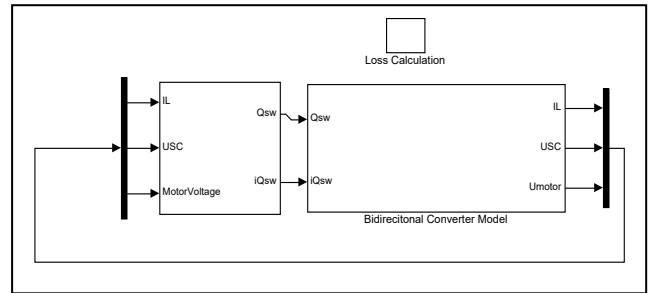 Loss Calculation
IL
USC
MotorVoltage
Qsw
iQsw
Qsw
iQsw
IL
USC
Umotor
Bidirecitonal Converter Model